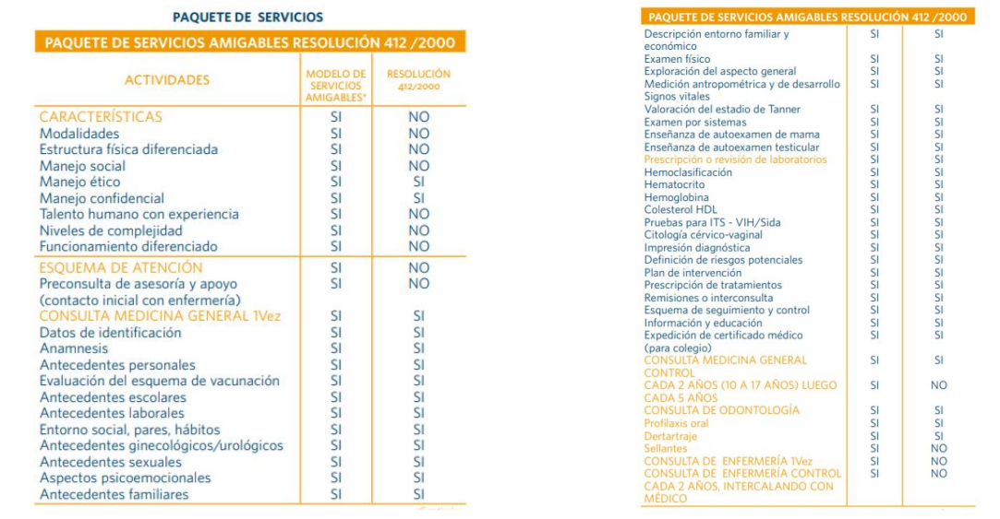 PAQUETE DE SERVICIOS
PAQUETE DE SERVICIOS AMIGABLES RESOLUCIÓN 412 /2000
ACTIVIDADES MODELO DE SERVICIOS AMIGABLES* RESOLUCIÓN 412/2000
CARACTERÍSTICAS SI NO
Modalidades SI NO
Estructura física diferenciada SI NO
Manejo social SI NO
Manejo ético SI SI
Manejo confidencial SI SI
Talento humano con experiencia SI NO
Niveles de complejidad SI NO
Funcionamiento diferenciado SI NO
ESQUEMA DE ATENCIÓN SI NO
Preconsulta de asesoría y apoyo SI NO
(contacto inicial con enfermería)
CONSULTA MEDICINA GENERAL 1Vez SI SI
Datos de identificación SI SI
Anamnesis SI SI
Antecedentes personales SI SI
Evaluación del esquema de vacunación SI SI
Antecedentes escolares SI SI
Antecedentes laborales SI SI
Entorno social, pares, hábitos SI SI
Antecedentes ginecológicos/urológicos SI SI
Antecedentes sexuales SI SI
Aspectos psicoemocionales SI SI
Antecedentes familiares SI SI
PAQUETE DE SERVICIOS AMIGABLES RESOLUCIÓN 412 /2000
Descripción entorno familiar y SI SI
económico
Examen físico SI SI
Exploración del aspecto general SI SI
Medición antropométrica y de desarrollo SI SI
Signos vitales
Valoración del estadio de Tanner SI SI
Examen por sistemas SI SI
Enseñanza de autoexamen de mama SI SI
Enseñanza de autoexamen testicular SI SI
Prescripción o revisión de laboratorios SI SI
Hemoclasificación SI SI
Hematocrito SI SI
Hemoglobina SI SI
Colesterol HDL SI SI
Pruebas para ITS - VIH/Sida SI SI
Citología cérvico-vaginal SI SI
Impresión diagnóstica SI SI
Definición de riesgos potenciales SI SI
Plan de intervención SI SI
Prescripción de tratamientos SI SI
Remisiones o interconsulta SI SI
Esquema de seguimiento y control SI SI
Información y educación SI SI
Expedición de certificado médico SI SI
(para colegio)
CONSULTA MEDICINA GENERAL SI SI
CONTROL
CADA 2 AÑOS (10 A 17 AÑOS) LUEGO SI NO
CADA 5 AÑOS
CONSULTA DE ODONTOLOGÍA SI SI
Profilaxis oral SI SI
Dertartraje SI SI
Sellantes SI NO
CONSULTA DE ENFERMERÍA 1Vez SI NO
CONSULTA DE ENFERMERÍA CONTROL SI NO
CADA 2 AÑOS, INTERCALANDO CON
MÉDICO